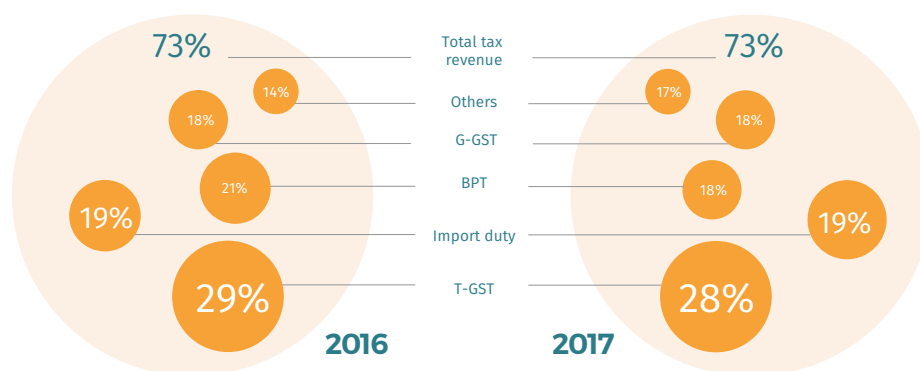 73%
Total tax
revenue
73%
14%
Others
17%
18%
G-GST
18%
21%
BPT
18%
19%
Import duty
19%
29%
T-GST
28%
2016
2017